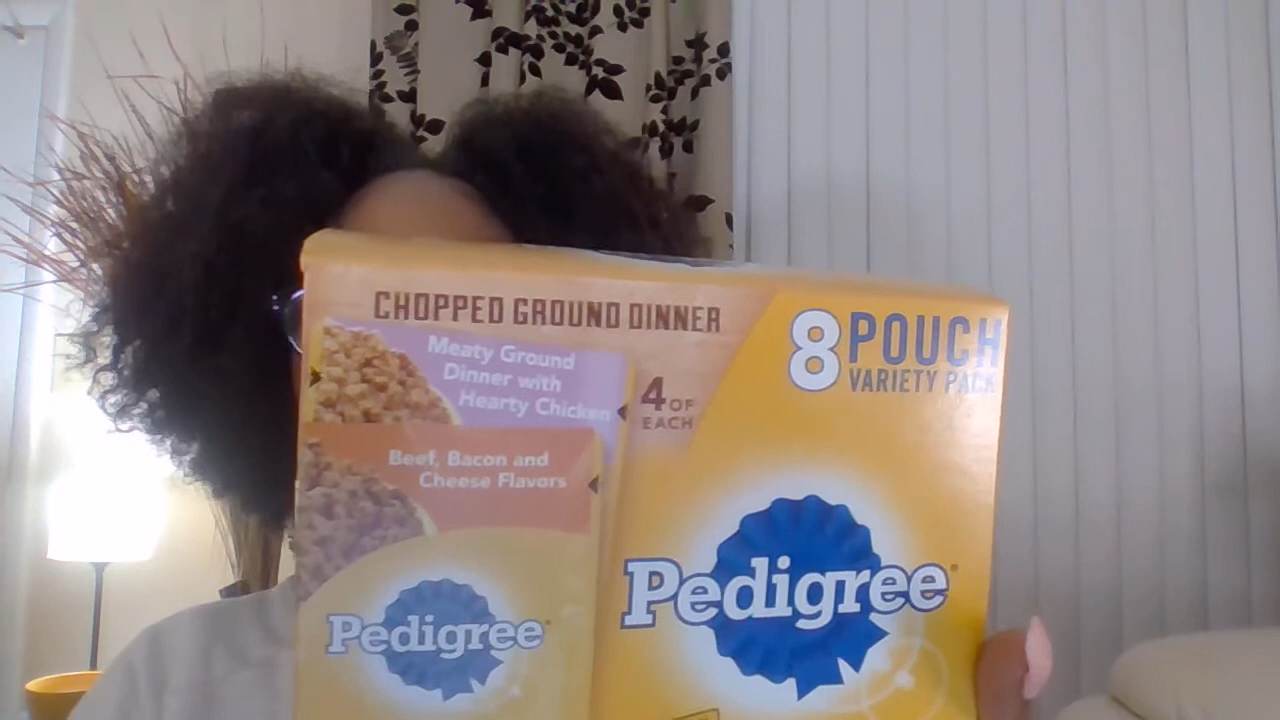 CHOPPED GROUND DINNER
8 POUCH
VARIETY PACK
Meaty Ground
Dinner with
Hearty Chicken
4 OF
EACH
Beef, Bacon and
Cheese Flavors
Pedigree
Pedigree